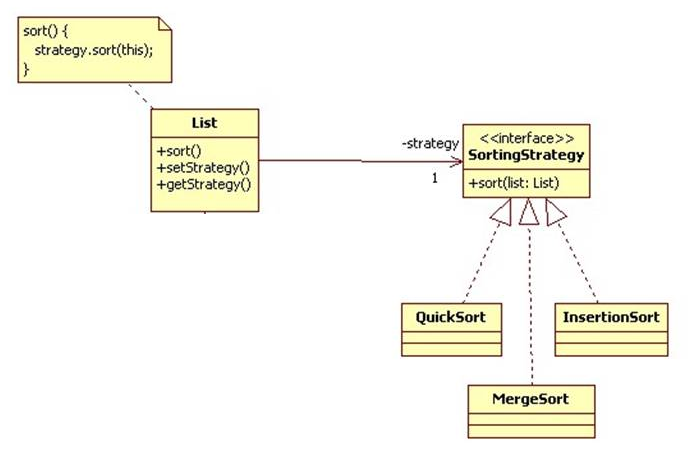 sort() {
strategy.sort(this);
}
List
+sort()
+setStrategy()
+getStrategy()
-strategy
1
<<interface>>
SortingStrategy
+sort(list: List)
QuickSort
InsertionSort
MergeSort